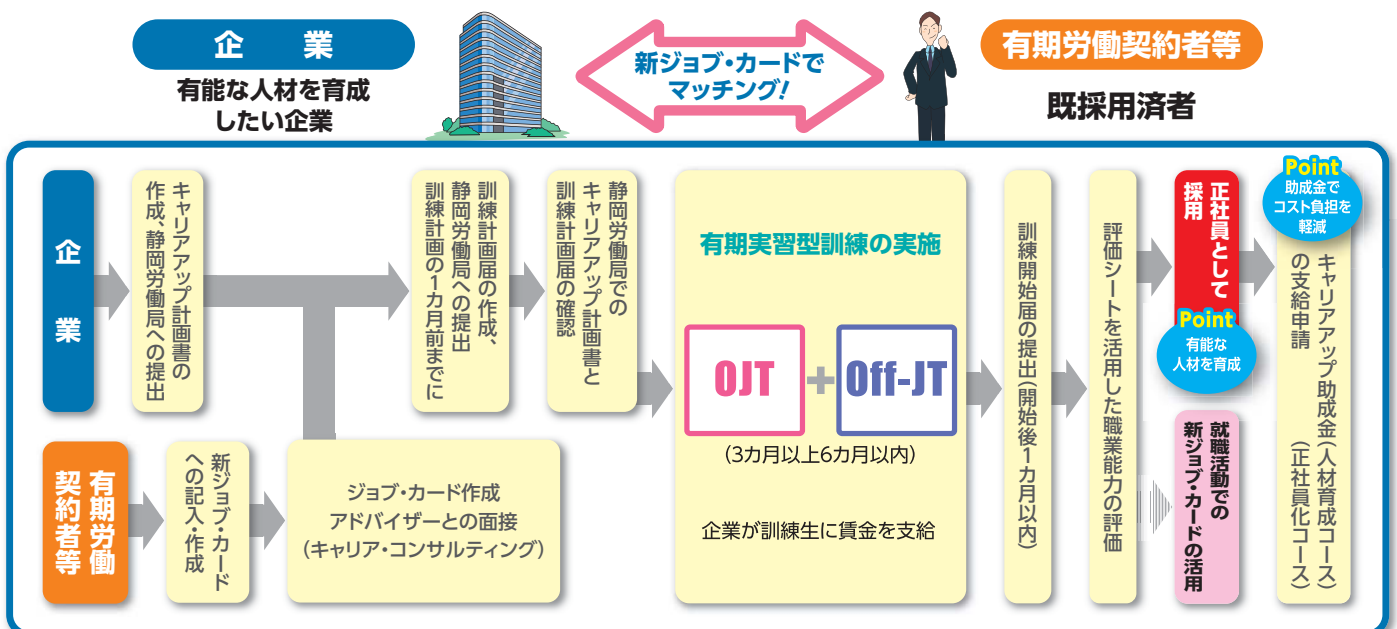 企業
有能な人材を育成
したい企業
新ジョブ・カードで
マッチング!
有期労働契約者等
既採用済者
企業
キャリアアップ計画書の
作成、静岡労働局への提出
訓練計画届の作成、
静岡労働局への提出
訓練計画の1カ月前までに
静岡労働局での
キャリアアップ計画書と
訓練計画届の確認
有期労働
契約者等
新ジョブ・カード
への記入・作成
ジョブ・カード作成
アドバイザーとの面接
(キャリア・コンサルティング)
有期実習型訓練の実施
OJT
+
Off-JT
(3カ月以上6カ月以内)
企業が訓練生に賃金を支給
訓練開始届の提出(開始後1カ月以内)
評価シートを活用した職業能力の評価
正社員として
採用
Point
有能な
人材を育成
就職活動での
新ジョブ・カードの活用
Point
助成金で
コスト負担を
軽減
キャリアアップ助成金(人材育成コース)
(正社員化コース)
の支給申請